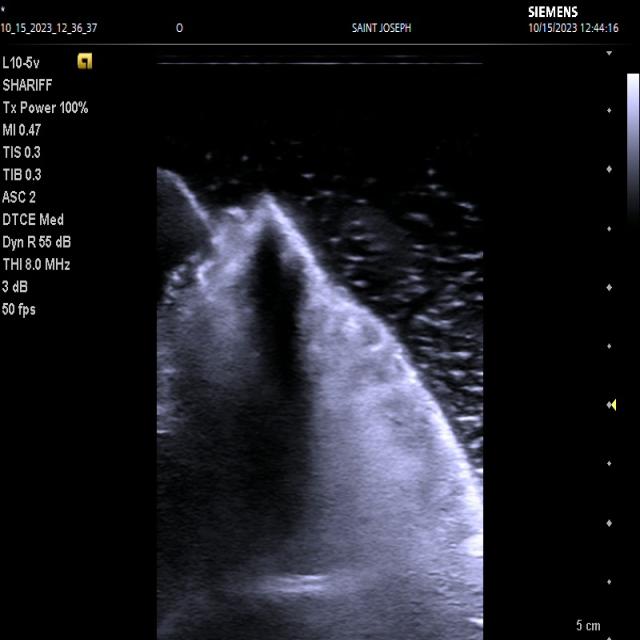 *
SIEMENS
10_15_2023_12_36_37 O SAINT JOSEPH 10/15/2023 12:44:16
L10-5v
SHARIFF
Tx Power 100%
MI 0.47
TIS 0.3
TIB 0.3
ASC 2
DTCE Med
Dyn R 55 dB
THI 8.0 MHz
3 dB
50 fps
5 cm